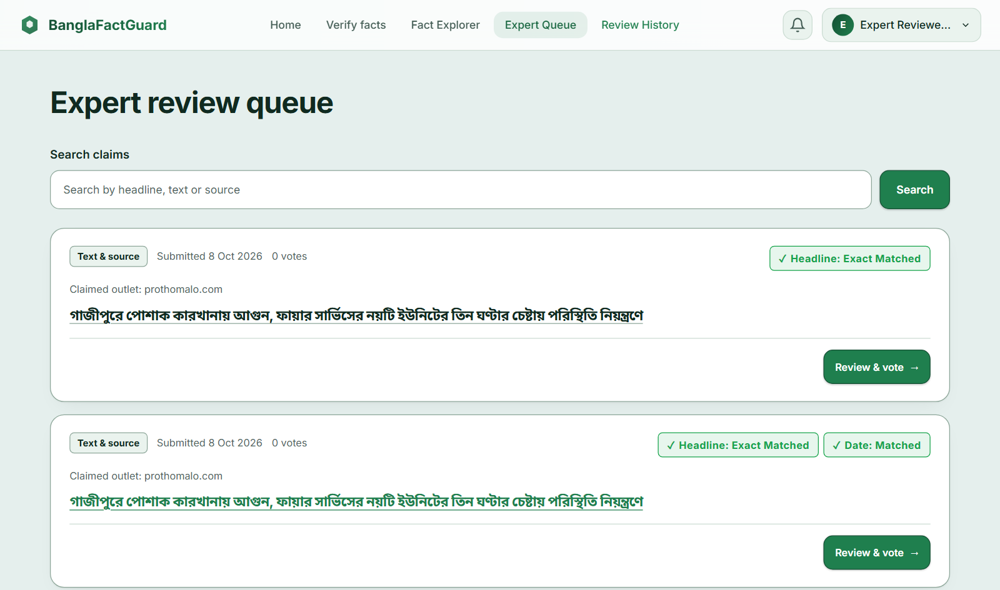 BanglaFactGuard
Home
Verify facts
Fact Explorer
Expert Queue
Review History
E
Expert Reviewe...
Expert review queue
Search claims
Search by headline, text or source
Search
Text & source
Submitted 8 Oct 2026
0 votes
✓ Headline: Exact Matched
Claimed outlet: prothomalo.com
গাজীপুরে পোশাক কারখানায় আগুন, ফায়ার সার্ভিসের নয়টি ইউনিটের তিন ঘণ্টার চেষ্টায় পরিস্থিতি নিয়ন্ত্রণে
Review & vote →
Text & source
Submitted 8 Oct 2026
0 votes
✓ Headline: Exact Matched
✓ Date: Matched
Claimed outlet: prothomalo.com
গাজীপুরে পোশাক কারখানায় আগুন, ফায়ার সার্ভিসের নয়টি ইউনিটের তিন ঘণ্টার চেষ্টায় পরিস্থিতি নিয়ন্ত্রণে
Review & vote →